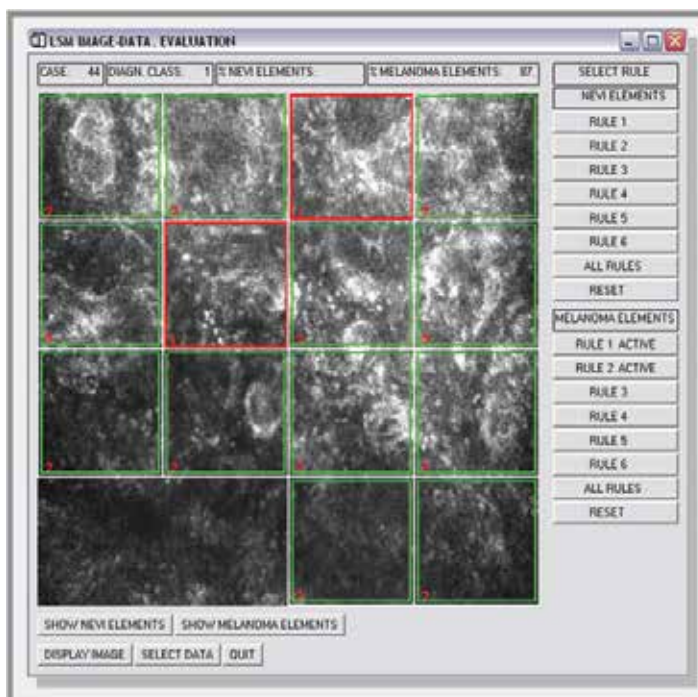 LSM IMAGE-DATA. EVALUATION
CASE: 44 DIAGN. CLASS: 1 % NEVI ELEMENTS: % MELANOMA ELEMENTS: 87
SELECT RULE
NEVI ELEMENTS
RULE 1
RULE 2
RULE 3
RULE 4
RULE 5
RULE 6
ALL RULES
RESET
MELANOMA ELEMENTS
RULE 1 ACTIVE
RULE 2 ACTIVE
RULE 3
RULE 4
RULE 5
RULE 6
ALL RULES
RESET
SHOW NEVI ELEMENTS SHOW MELANOMA ELEMENTS
DISPLAY IMAGE SELECT DATA QUIT